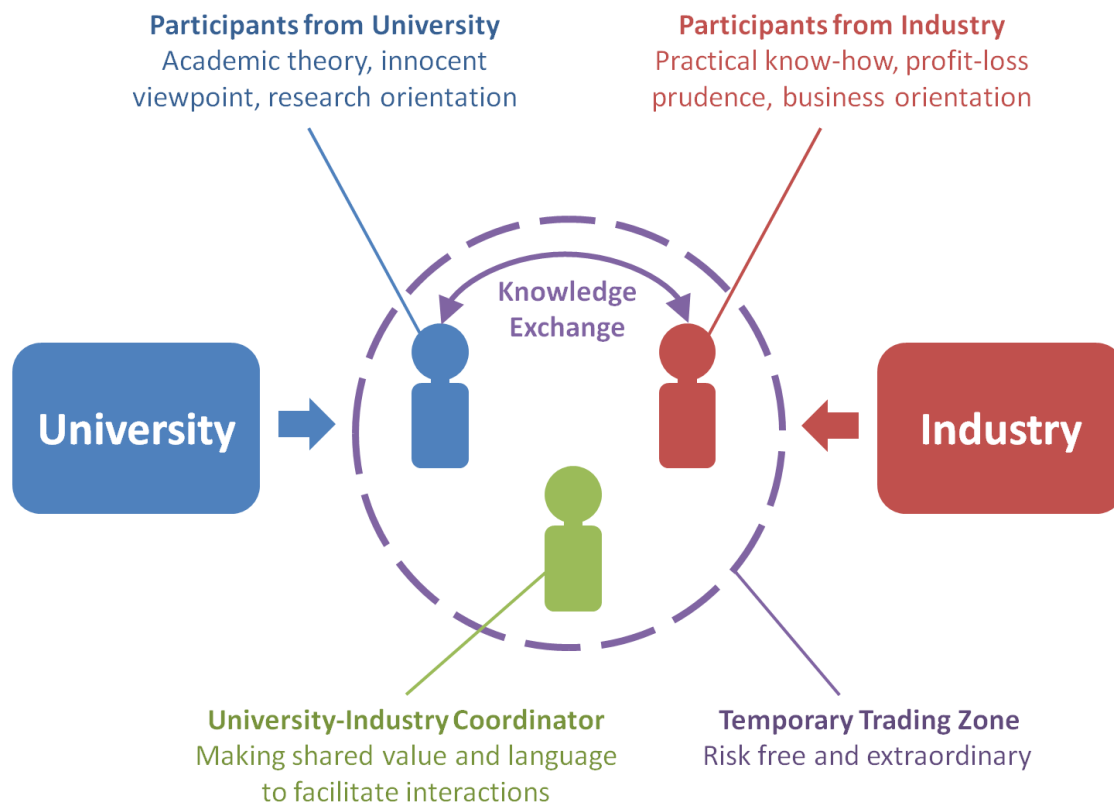 Participants from University
Academic theory, innocent
viewpoint, research orientation
Participants from Industry
Practical know-how, profit-loss
prudence, business orientation
Knowledge
Exchange
University
Industry
University-Industry Coordinator
Making shared value and language
to facilitate interactions
Temporary Trading Zone
Risk free and extraordinary